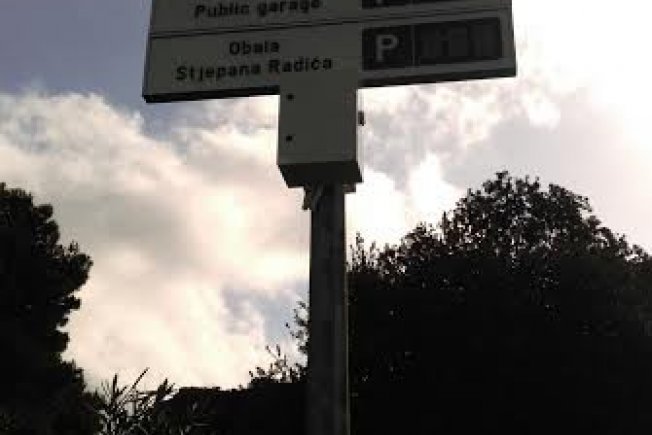 Public garage
Obala
Stjepana Radića
P